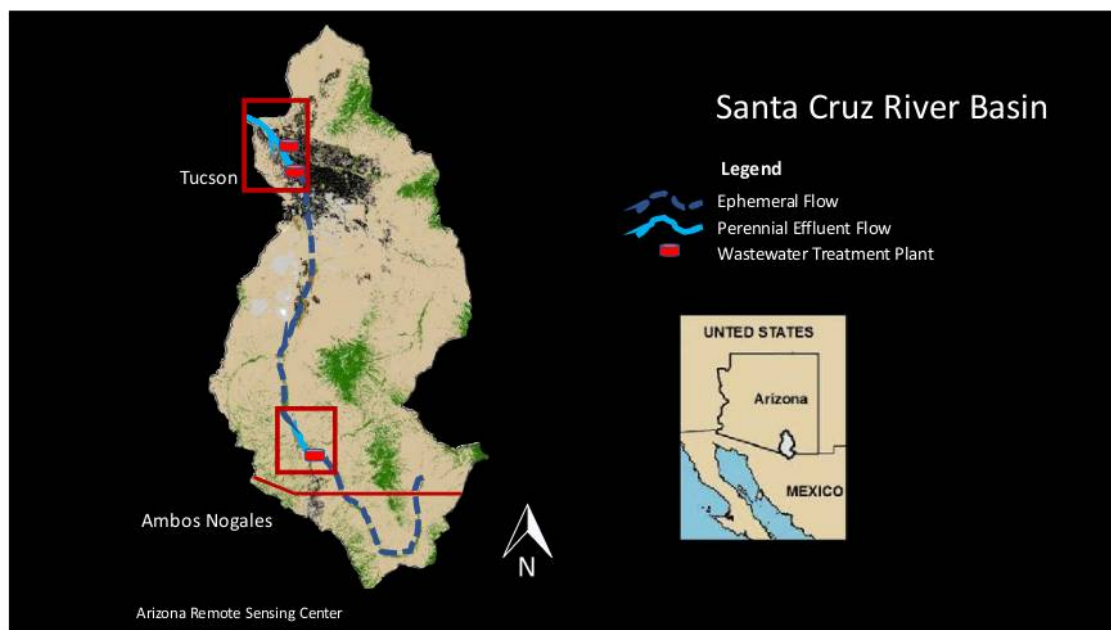 Santa Cruz River Basin
Legend
Ephemeral Flow
Perennial Effluent Flow
Wastewater Treatment Plant
Tucson
Ambos Nogales
N
UNITED STATES
Arizona
MEXICO
Arizona Remote Sensing Center